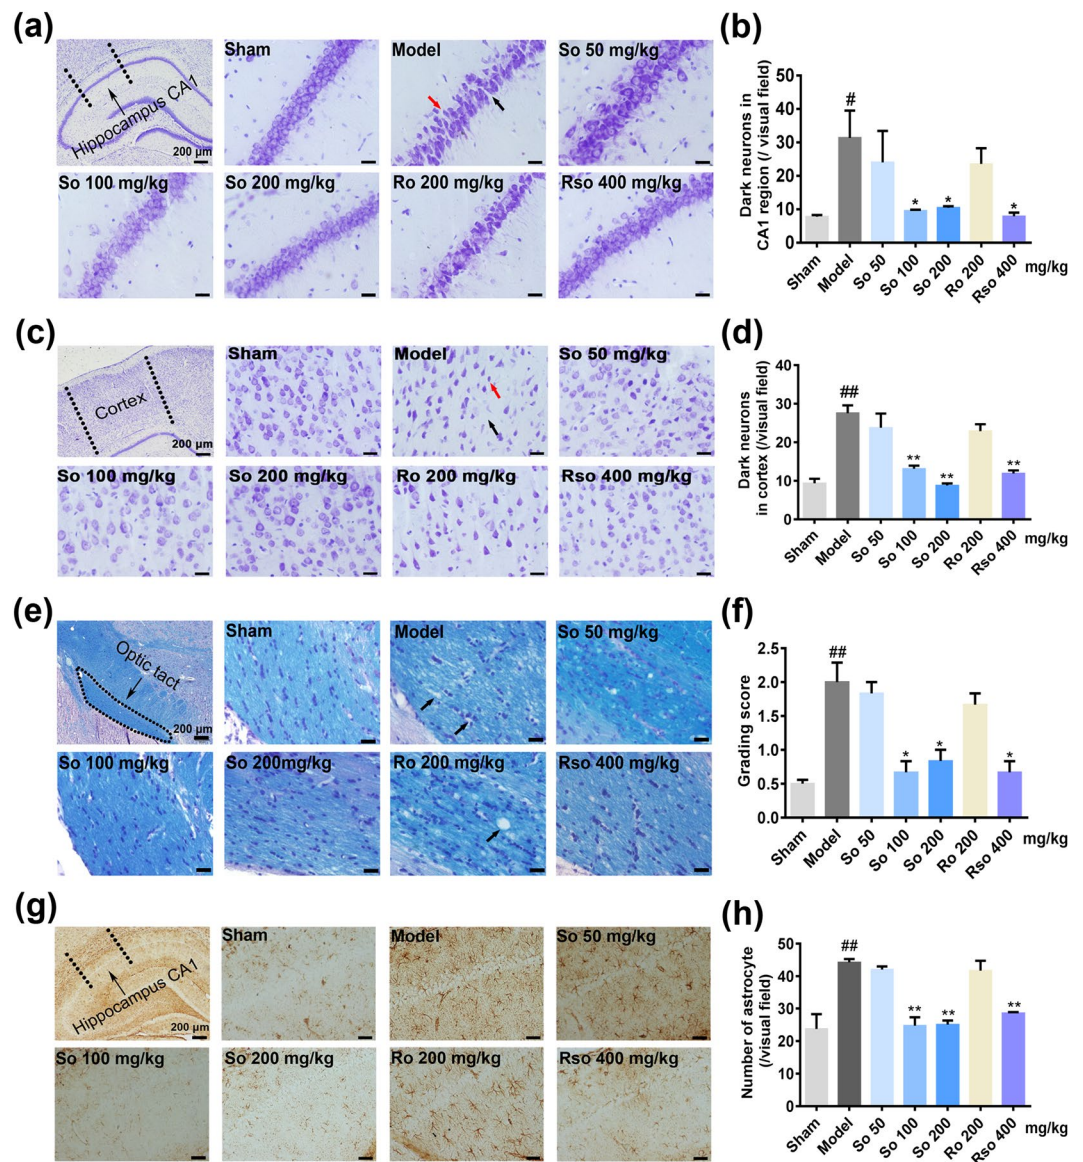 (a)
Hippocampus CA1
200 µm
Sham
Model
So 50 mg/kg
So 100 mg/kg
So 200 mg/kg
Ro 200 mg/kg
Rso 400 mg/kg
(b)
Dark neurons in
CA1 region (/ visual field)
50
40
30
20
10
0
#
*
*
*
Sham
Model
So 50
So 100
So 200
Ro 200
Rso 400
mg/kg
(c)
Cortex
200 µm
Sham
Model
So 50 mg/kg
So 100 mg/kg
So 200 mg/kg
Ro 200 mg/kg
Rso 400 mg/kg
(d)
Dark neurons
in cortex (/visual field)
40
30
20
10
0
##
**
**
**
Sham
Model
So 50
So 100
So 200
Ro 200
Rso 400
mg/kg
(e)
Optic tact
200 µm
Sham
Model
So 50 mg/kg
So 100 mg/kg
So 200mg/kg
Ro 200 mg/kg
Rso 400 mg/kg
(f)
Grading score
2.5
2.0
1.5
1.0
0.5
0.0
##
*
*
*
Sham
Model
So 50
So 100
So 200
Ro 200
Rso 400
mg/kg
(g)
Hippocampus CA1
200 µm
Sham
Model
So 50 mg/kg
So 100 mg/kg
So 200 mg/kg
Ro 200 mg/kg
Rso 400 mg/kg
(h)
Number of astrocyte
(/visual field)
50
40
30
20
10
0
##
**
**
**
Sham
Model
So 50
So 100
So 200
Ro 200
Rso 400
mg/kg